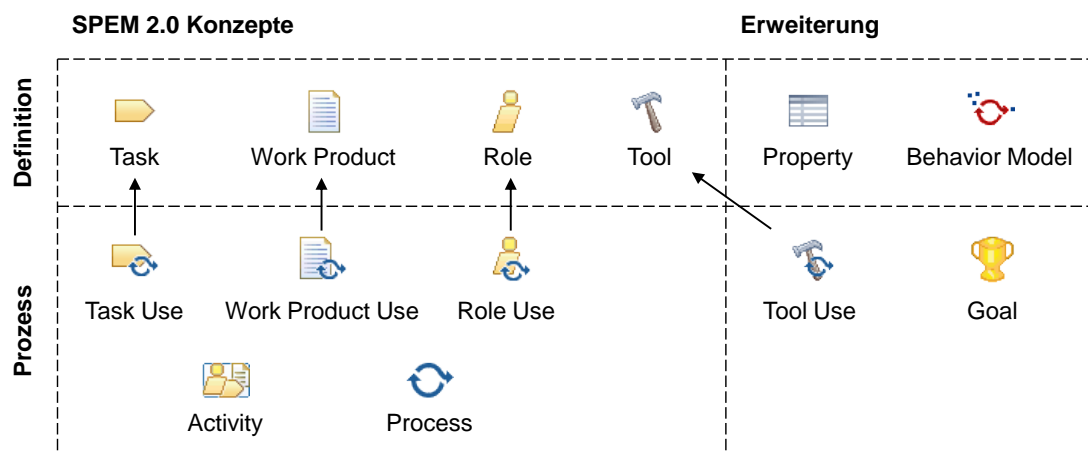 SPEM 2.0 Konzepte
Erweiterung
Definition
Task
Work Product
Role
Tool
Property
Behavior Model
Prozess
Task Use
Work Product Use
Role Use
Tool Use
Goal
Activity
Process